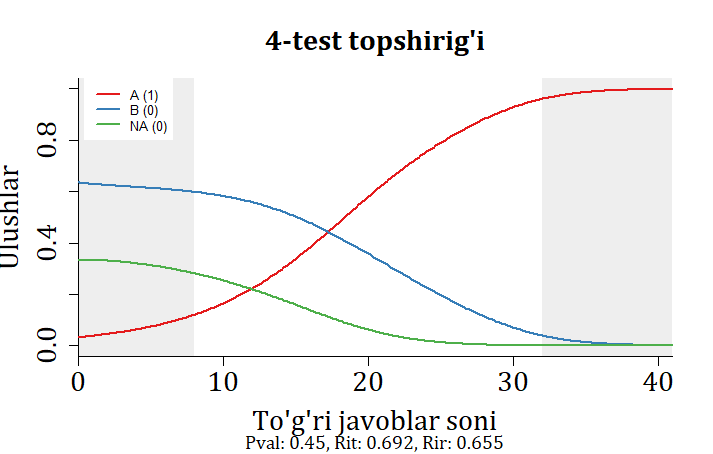 4-test topshirig'i
A (1)
B (0)
NA (0)
Ulushlar
0.0
0.4
0.8
0
10
20
30
40
To'g'ri javoblar soni
Pval: 0.45, Rit: 0.692, Rir: 0.655